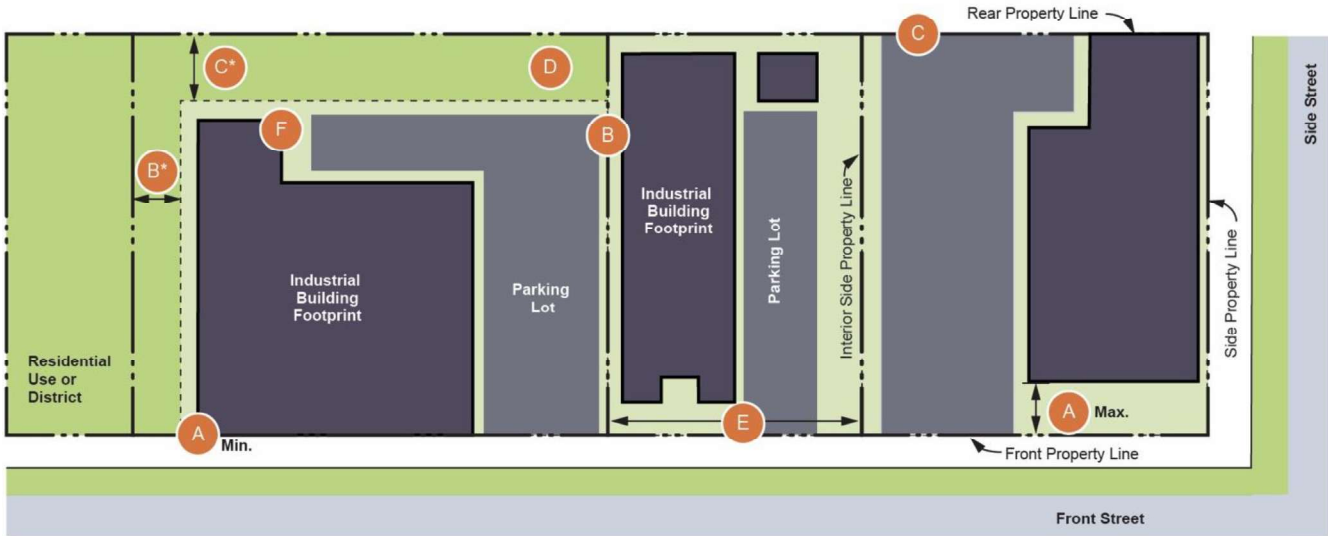 Rear Property Line
C
C*
D
Side Street
F
B
B*
Industrial
Building
Footprint
Parking Lot
Interior Side Property Line
Side Property Line
Industrial
Building
Footprint
Parking
Lot
Residential
Use or
District
A
Min.
E
A
Max.
Front Property Line
Front Street